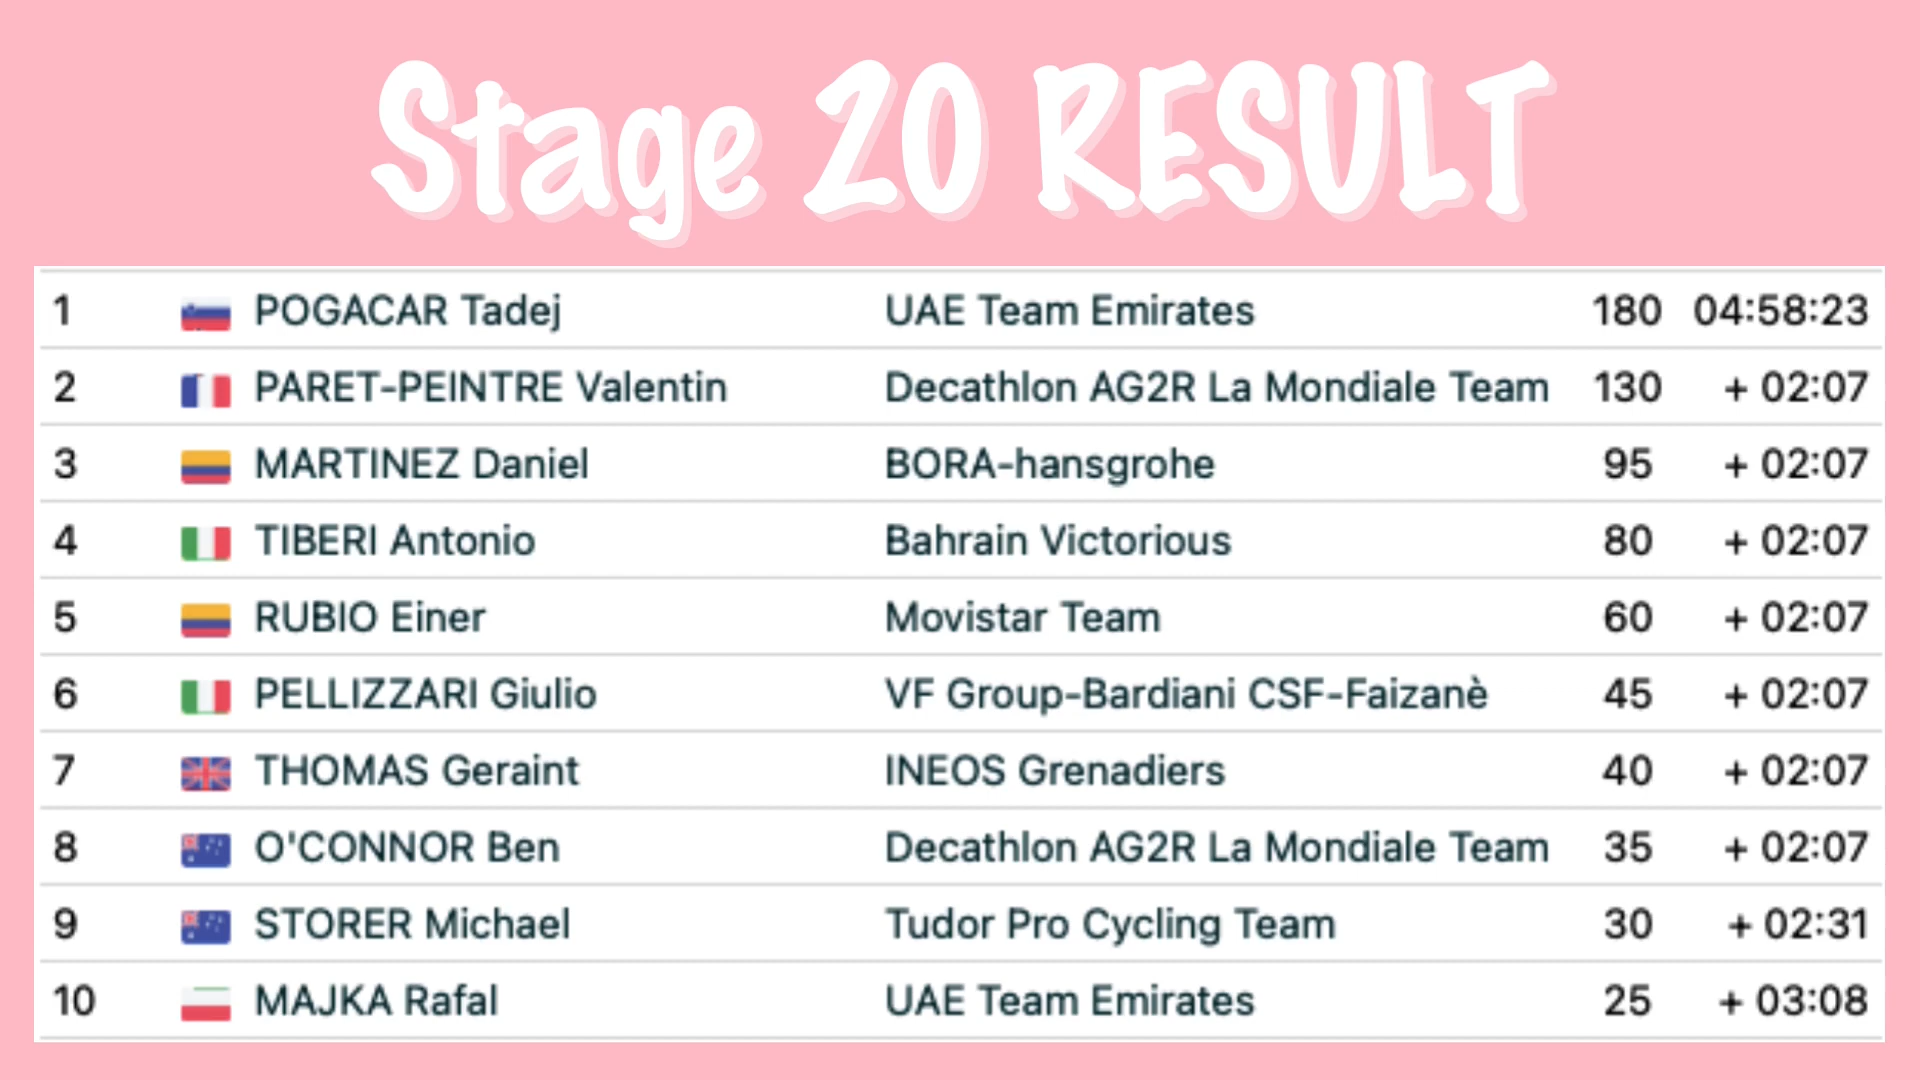 Stage 20 RESULT
1 POGACAR Tadej UAE Team Emirates 180 04:58:23
2 PARET-PEINTRE Valentin Decathlon AG2R La Mondiale Team 130 + 02:07
3 MARTINEZ Daniel BORA-hansgrohe 95 + 02:07
4 TIBERI Antonio Bahrain Victorious 80 + 02:07
5 RUBIO Einer Movistar Team 60 + 02:07
6 PELLIZZARI Giulio VF Group-Bardiani CSF-Faizanè 45 + 02:07
7 THOMAS Geraint INEOS Grenadiers 40 + 02:07
8 O'CONNOR Ben Decathlon AG2R La Mondiale Team 35 + 02:07
9 STORER Michael Tudor Pro Cycling Team 30 + 02:31
10 MAJKA Rafal UAE Team Emirates 25 + 03:08